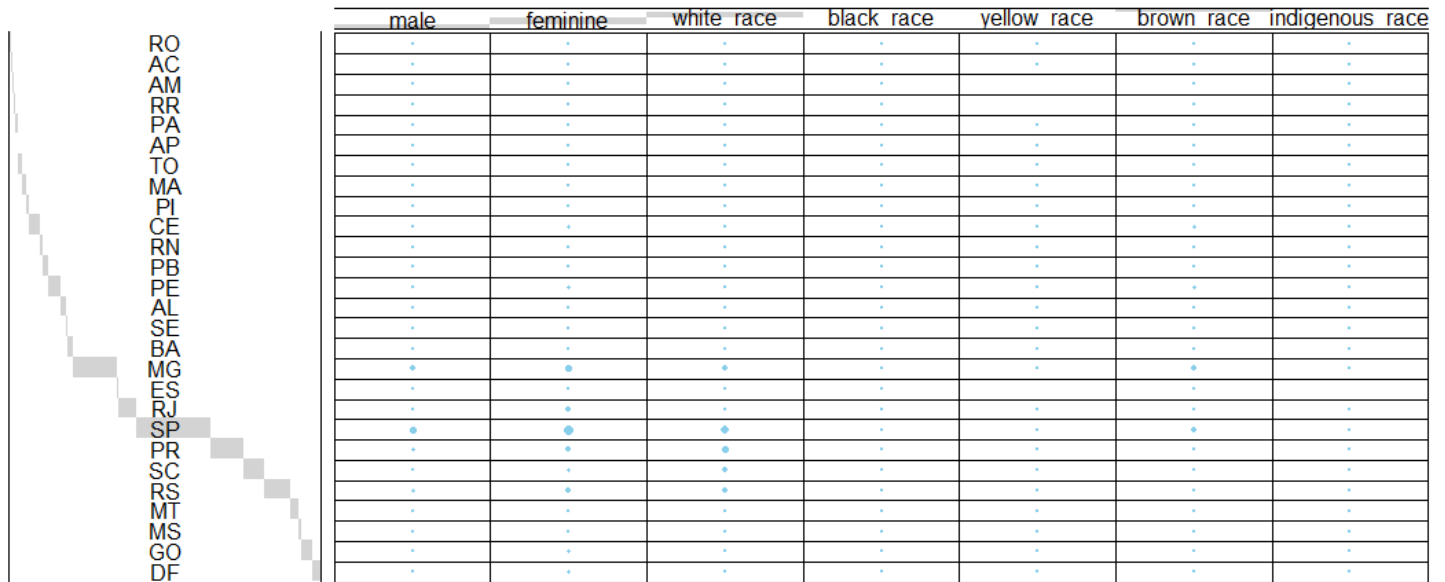 male feminine white race black race yellow race brown race indigenous race
RO
AC
AM
RR
PA
AP
TO
MA
PI
CE
RN
PB
PE
AL
SE
BA
MG
ES
RJ
SP
PR
SC
RS
MT
MS
GO
DF